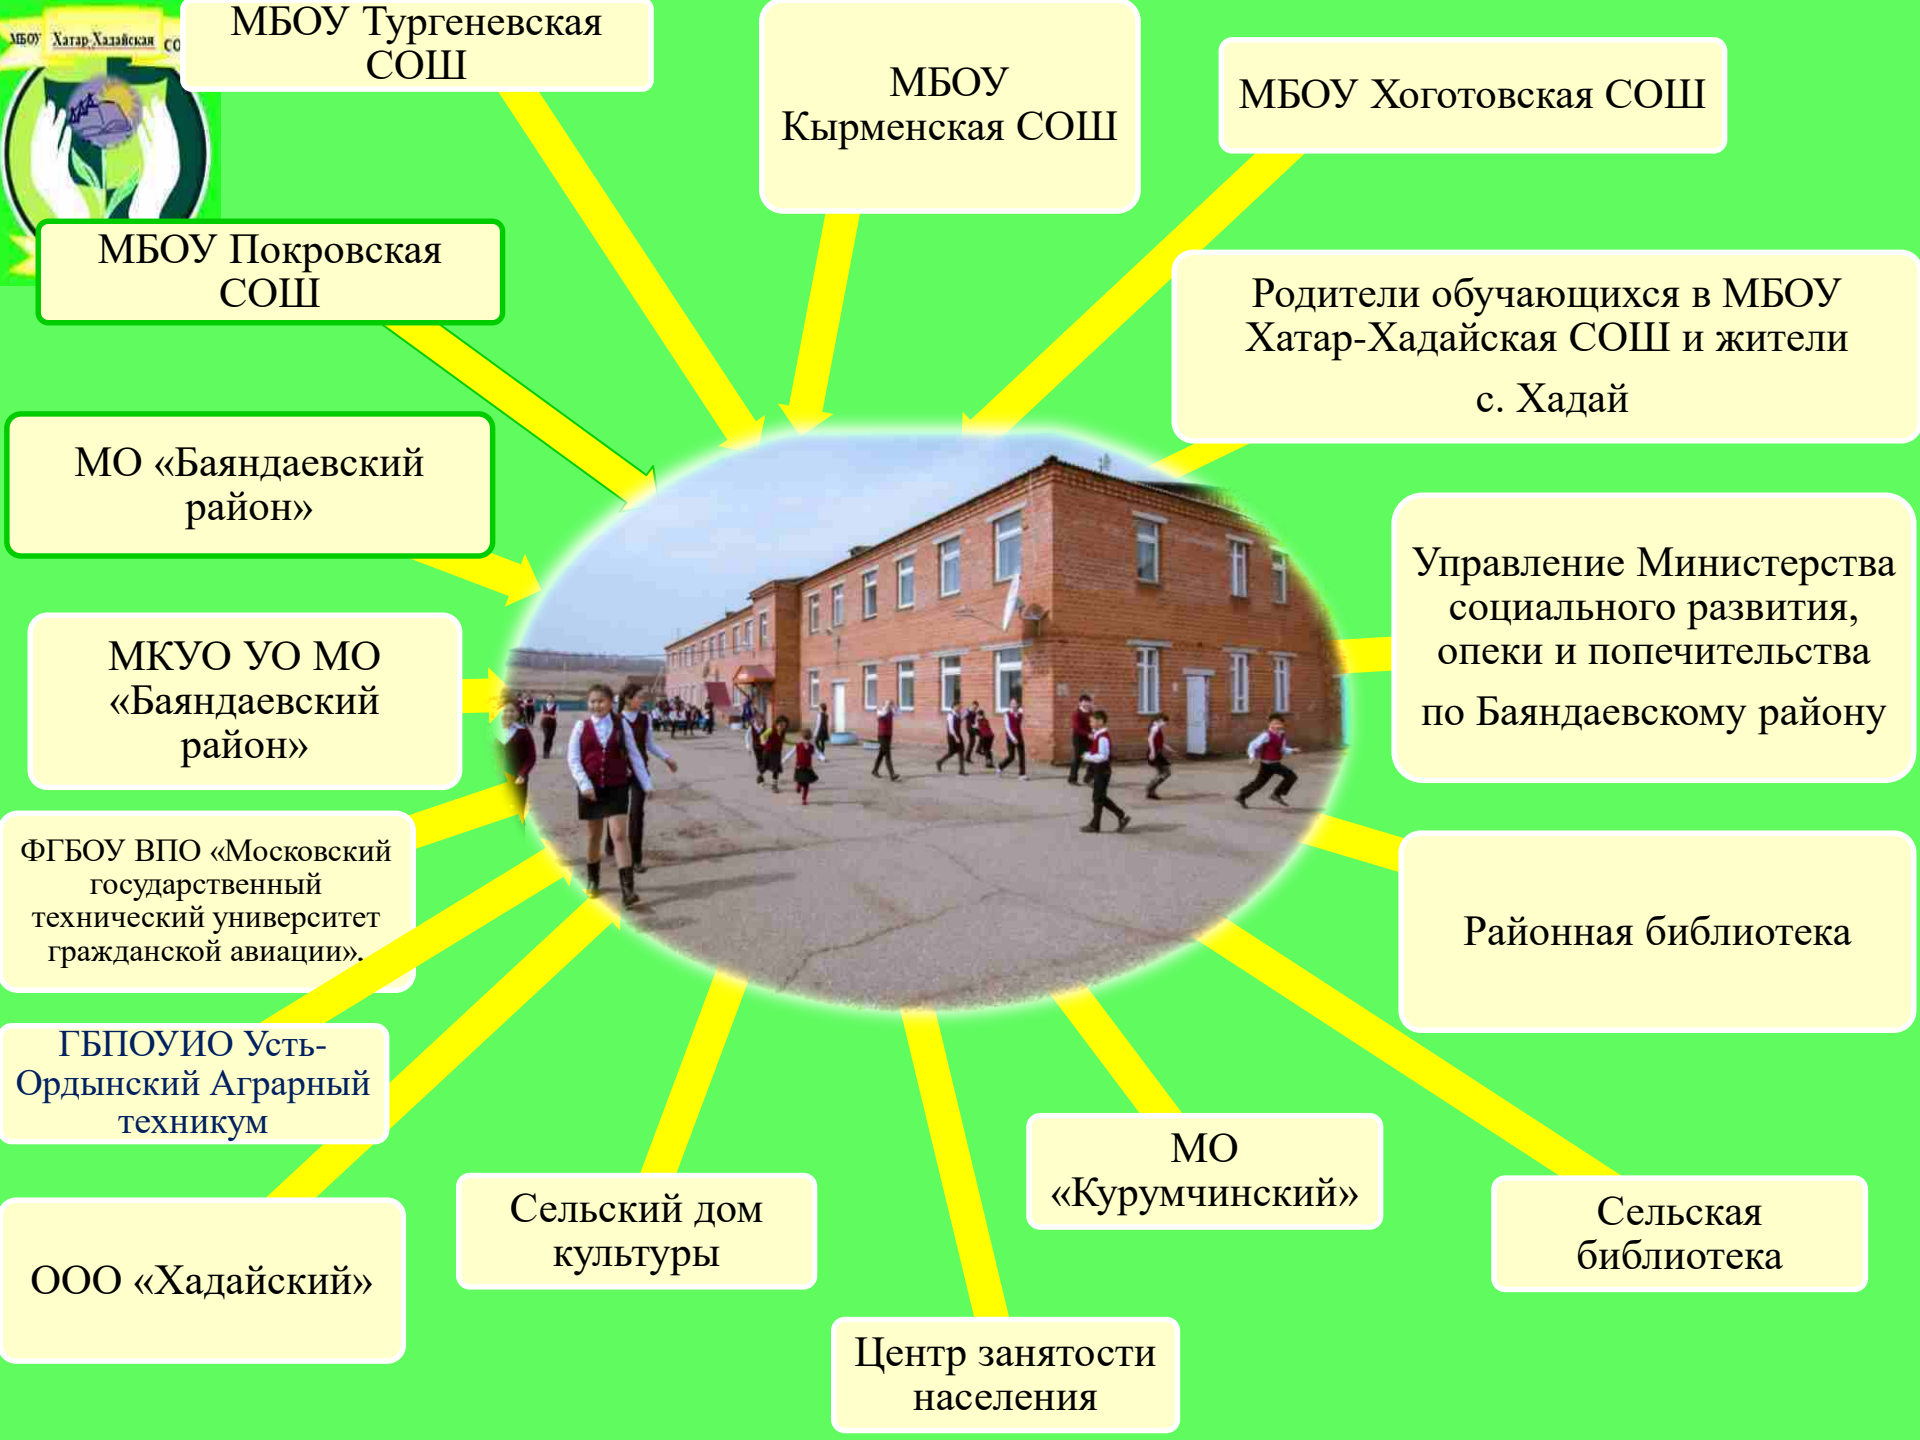 МБОУ Хатар-Хадайская СО
МБОУ Тургеневская
СОШ
МБОУ
Кырменская СОШ
МБОУ Хоготовская СОШ
МБОУ Покровская
СОШ
Родители обучающихся в МБОУ
Хатар-Хадайская СОШ и жители
с. Хадай
МО «Баяндаевский
район»
Управление Министерства
социального развития,
опеки и попечительства
по Баяндаевскому району
МКУО УО МО
«Баяндаевский
район»
ФГБОУ ВПО «Московский
государственный
технический университет
гражданской авиации».
Районная библиотека
ГБПОУИО Усть-
Ордынский Аграрный
техникум
МО
«Курумчинский»
Сельский дом
культуры
Сельская
библиотека
ООО «Хадайский»
Центр занятости
населения